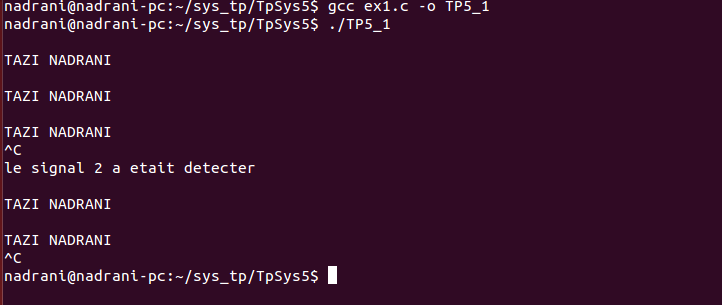 nadrani@nadrani-pc:~/sys_tp/TpSys5$ gcc ex1.c -o TP5_1
nadrani@nadrani-pc:~/sys_tp/TpSys5$ ./TP5_1
TAZI NADRANI
TAZI NADRANI
TAZI NADRANI
^C
le signal 2 a etait detecter
TAZI NADRANI
TAZI NADRANI
^C
nadrani@nadrani-pc:~/sys_tp/TpSys5$